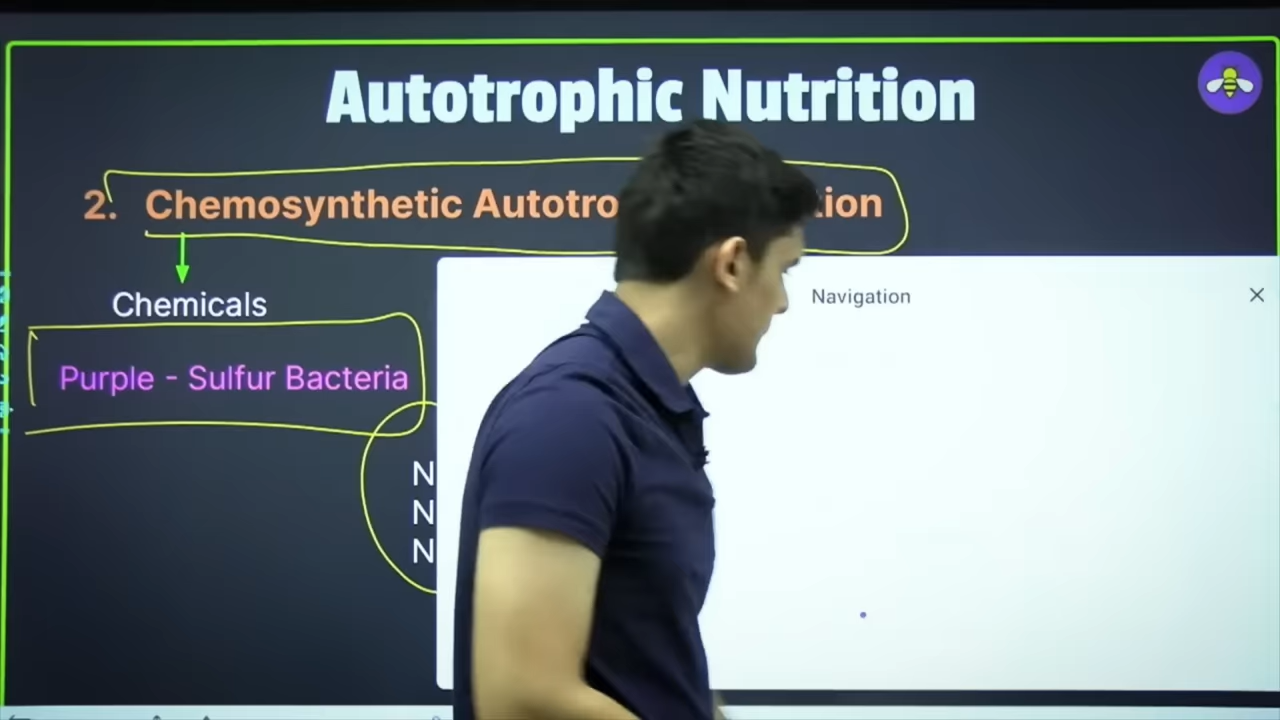 Autotrophic Nutrition
2. Chemosynthetic Autotro ion
Chemicals
Navigation
Purple - Sulfur Bacteria
N
N
N